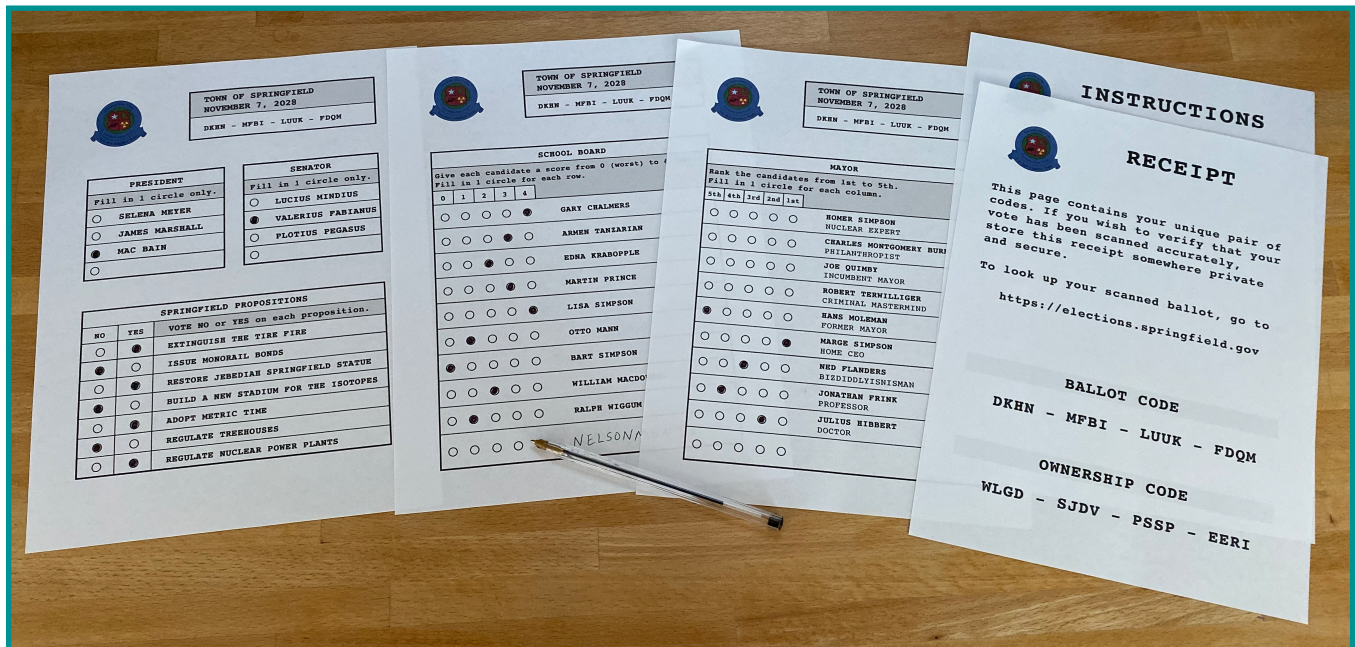 TOWN OF SPRINGFIELD
NOVEMBER 7, 2028
DKHN - MFBI - LUUK - FDQM
PRESIDENT
Fill in 1 circle only.
SELENA MEYER
JAMES MARSHALL
MAC BAIN
SENATOR
Fill in 1 circle only.
LUCIUS MINDIUS
VALERIUS FABIANUS
PLOTIUS PEGASUS
SPRINGFIELD PROPOSITIONS
NO YES VOTE NO or YES on each proposition.
EXTINGUISH THE TIRE FIRE
ISSUE MONORAIL BONDS
RESTORE JEBEDIAH SPRINGFIELD STATUE
BUILD A NEW STADIUM FOR THE ISOTOPES
ADOPT METRIC TIME
REGULATE TREEHOUSES
REGULATE NUCLEAR POWER PLANTS
TOWN OF SPRINGFIELD
NOVEMBER 7, 2028
DKHN - MFBI - LUUK - FDQM
SCHOOL BOARD
Give each candidate a score from 0 (worst) to
Fill in 1 circle for each row.
0 1 2 3 4
GARY CHALMERS
ARMEN TANZARIAN
EDNA KRABOPPLE
MARTIN PRINCE
LISA SIMPSON
OTTO MANN
BART SIMPSON
WILLIAM
RALPH WIGGUM
NELSON
TOWN OF SPRINGFIELD
NOVEMBER 7, 2028
DKHN - MFBI - LUUK - FDQM
MAYOR
Rank the candidates from 1st to 5th.
Fill in 1 circle for each column.
5th 4th 3rd 2nd 1st
HOMER SIMPSON
NUCLEAR EXPERT
CHARLES MONTGOMERY
PHILANTHROPIST
JOE QUIMBY
INCUMBENT MAYOR
ROBERT TERWILLIGER
CRIMINAL MASTERMIND
HANS MOLEMAN
FORMER MAYOR
MARGE SIMPSON
HOME CEO
NED FLANDERS
BIZDIDDLYISNISMAN
JONATHAN FRINK
PROFESSOR
JULIUS HIBBERT
DOCTOR
INSTRUCTIONS
RECEIPT
This page contains your unique pair of
codes. If you wish to verify that your
vote has been scanned accurately,
store this receipt somewhere private
and secure.
To look up your scanned ballot, go to
https://elections.springfield.gov
BALLOT CODE
DKHN - MFBI - LUUK - FDQM
OWNERSHIP CODE
WLGD - SJDV - PSSP - EERI